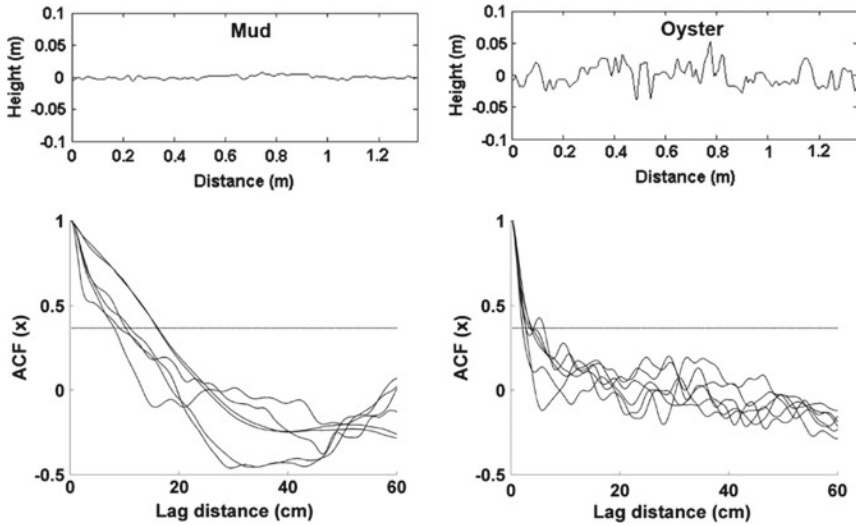 Mud
0.1
0.05
0
-0.05
-0.1
Height (m)
0 0.2 0.4 0.6 0.8 1 1.2
Distance (m)
Oyster
0.1
0.05
0
-0.05
-0.1
Height (m)
0 0.2 0.4 0.6 0.8 1 1.2
Distance (m)
1
0.5
0
-0.5
ACF (x)
0 20 40 60
Lag distance (cm)
1
0.5
0
-0.5
ACF (x)
0 20 40 60
Lag distance (cm)